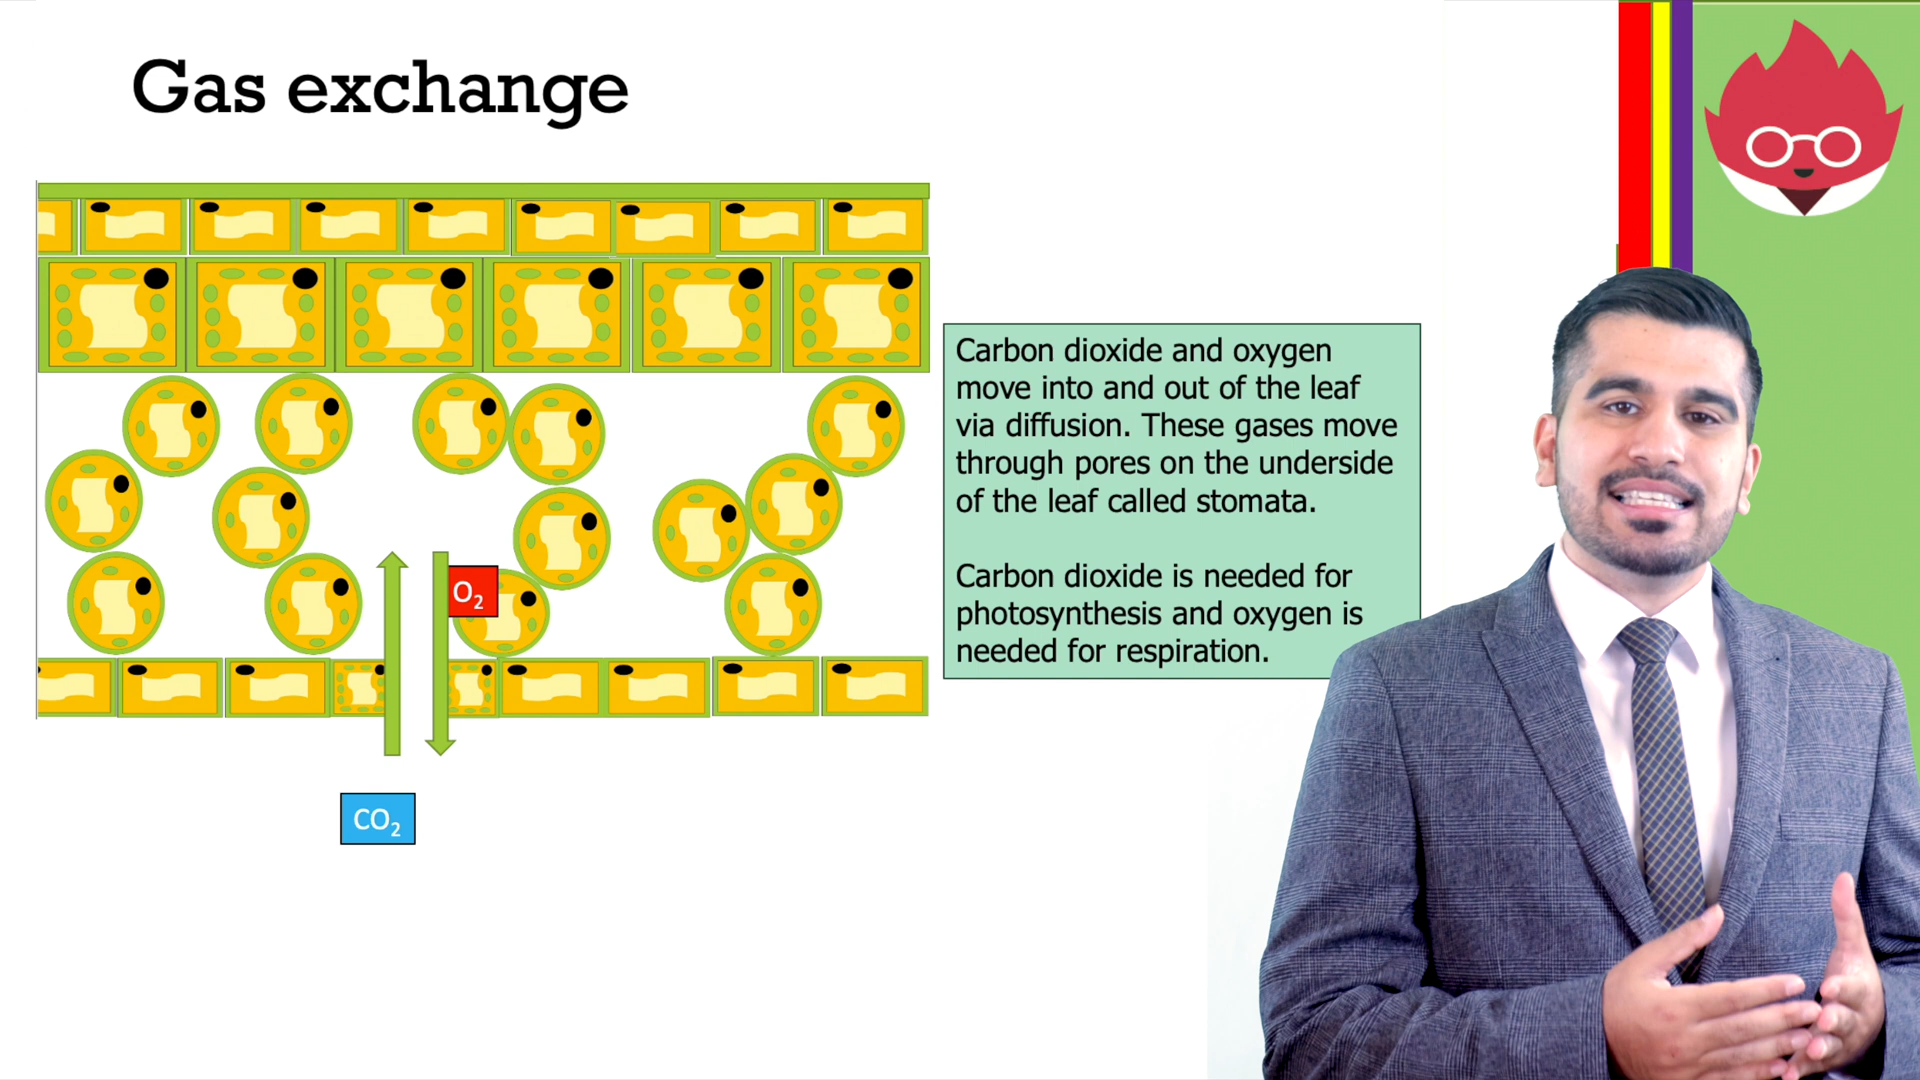 Gas exchange
Carbon dioxide and oxygen
move into and out of the leaf
via diffusion. These gases move
through pores on the underside
of the leaf called stomata.
Carbon dioxide is needed for
photosynthesis and oxygen is
needed for respiration.
O₂
CO₂